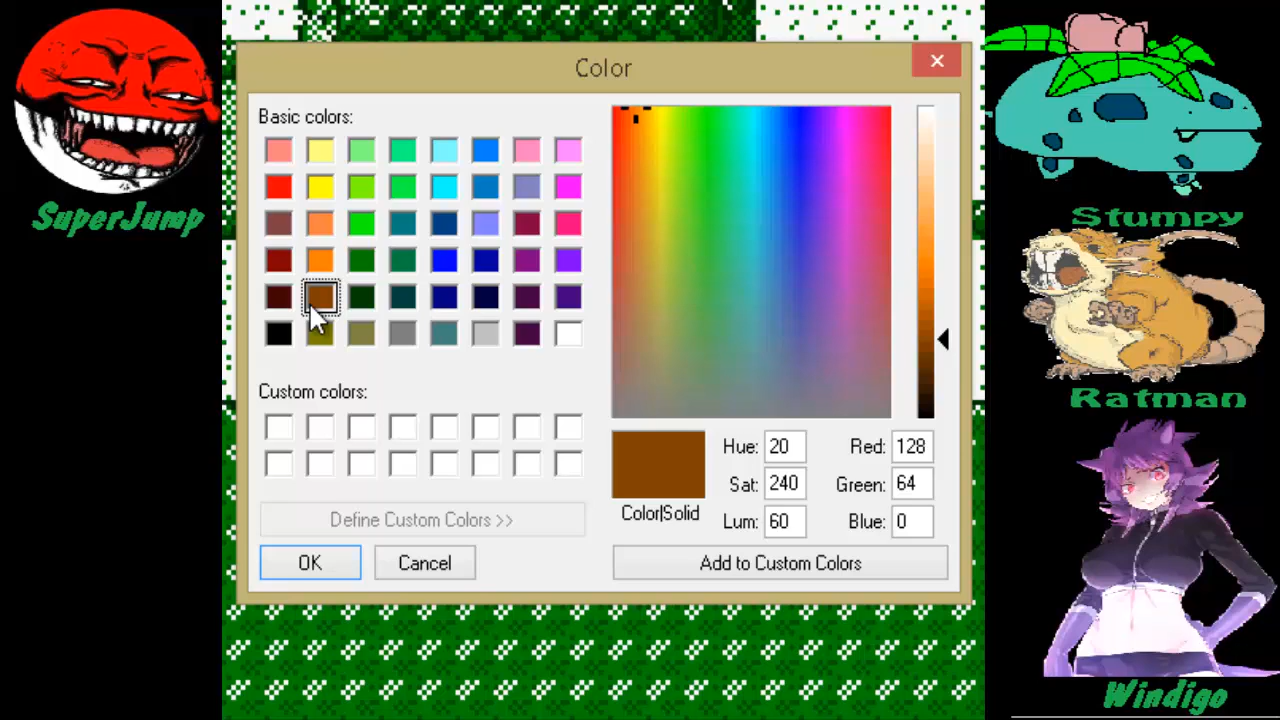 Color
Basic colors:
Custom colors:
Define Custom Colors >>
OK
Cancel
Color|Solid
Hue: 20
Sat: 240
Lum: 60
Red: 128
Green: 64
Blue: 0
Add to Custom Colors
SuperJump
Stumpy
Ratman
Windigo